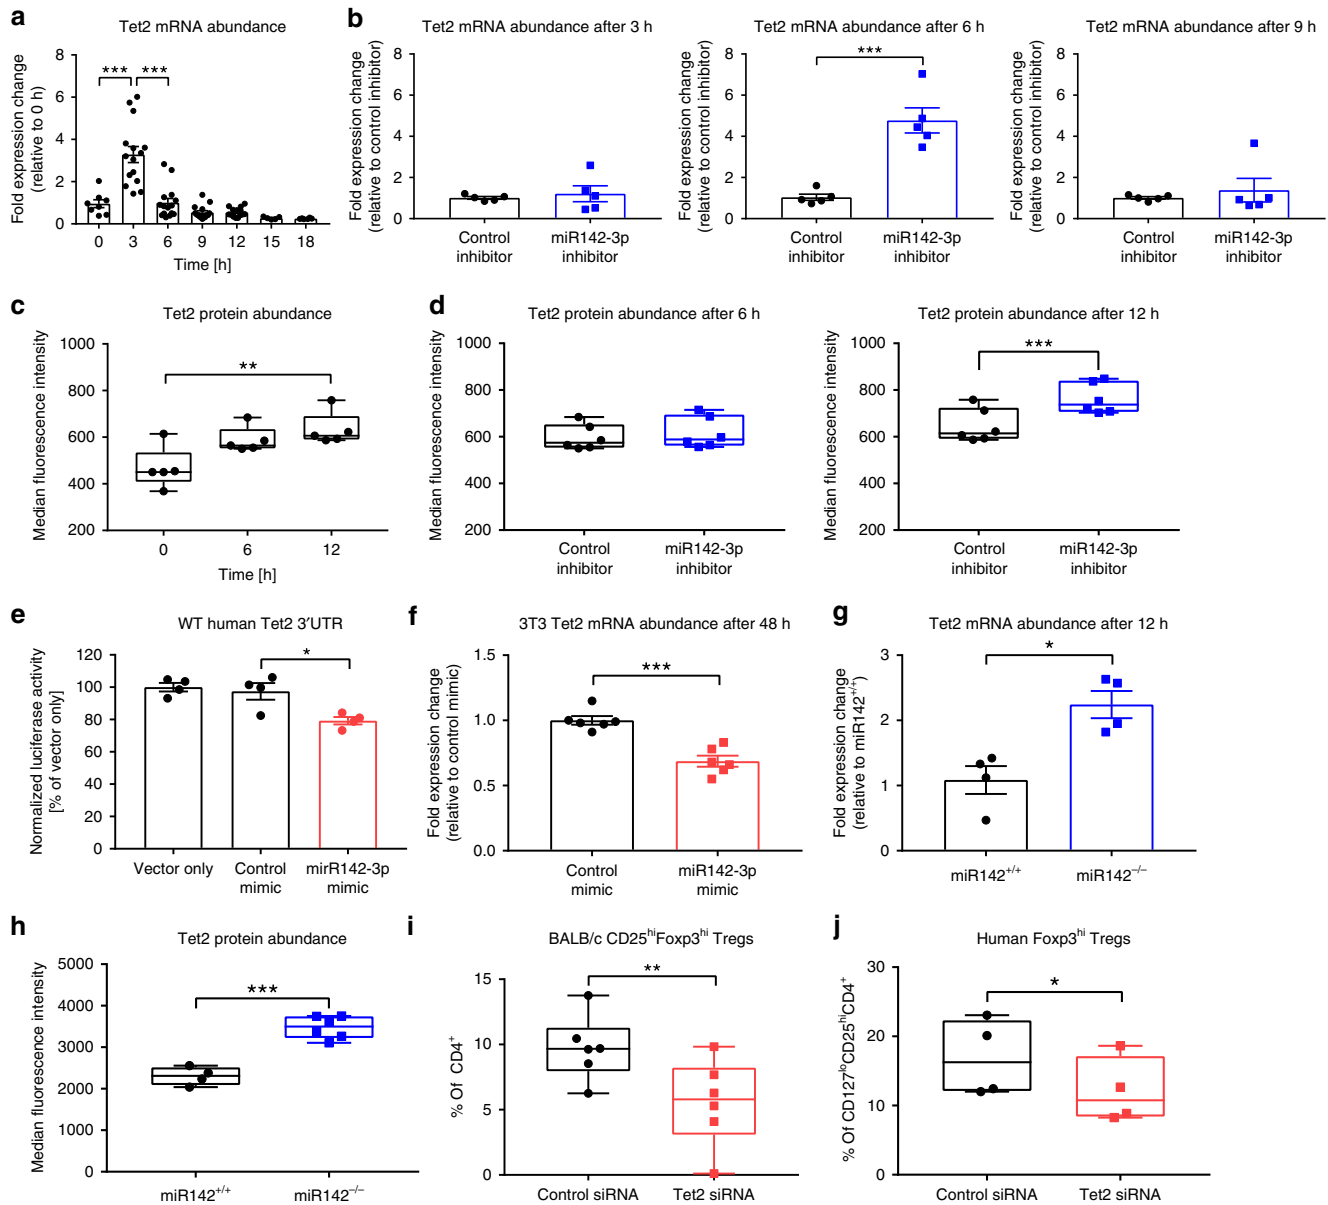 a
Tet2 mRNA abundance
Fold expression change
(relative to 0 h)
8
6
4
2
0
*** ***
0 3 6 9 12 15 18
Time [h]
b
Tet2 mRNA abundance after 3 h
Fold expression change
(relative to control inhibitor)
8
6
4
2
0
Control inhibitor
miR142-3p inhibitor
Tet2 mRNA abundance after 6 h
Fold expression change
(relative to control inhibitor)
8
6
4
2
0
***
Control inhibitor
miR142-3p inhibitor
Tet2 mRNA abundance after 9 h
Fold expression change
(relative to control inhibitor)
8
6
4
2
0
Control inhibitor
miR142-3p inhibitor
c
Tet2 protein abundance
Median fluorescence intensity
1000
800
600
400
200
**
0 6 12
Time [h]
d
Tet2 protein abundance after 6 h
Median fluorescence intensity
1000
800
600
400
200
Control inhibitor
miR142-3p inhibitor
Tet2 protein abundance after 12 h
Median fluorescence intensity
1000
800
600
400
200
***
Control inhibitor
miR142-3p inhibitor
e
WT human Tet2 3′UTR
Normalized luciferase activity
[% of vector only]
120
100
80
60
40
20
0
*
Vector only
Control mimic
mirR142-3p mimic
f
3T3 Tet2 mRNA abundance after 48 h
Fold expression change
(relative to control mimic)
1.5
1.0
0.5
0.0
***
Control mimic
miR142-3p mimic
g
Tet2 mRNA abundance after 12 h
Fold expression change
(relative to miR142+/+)
3
2
1
0
*
miR142+/+
miR142–/–
h
Tet2 protein abundance
Median fluorescence intensity
5000
4000
3000
2000
1000
0
***
miR142+/+
miR142–/–
i
BALB/c CD25hiFoxp3hi Tregs
% Of CD4+
15
10
5
0
**
Control siRNA
Tet2 siRNA
j
Human Foxp3hi Tregs
% Of CD127loCD25hiCD4+
30
20
10
0
*
Control siRNA
Tet2 siRNA